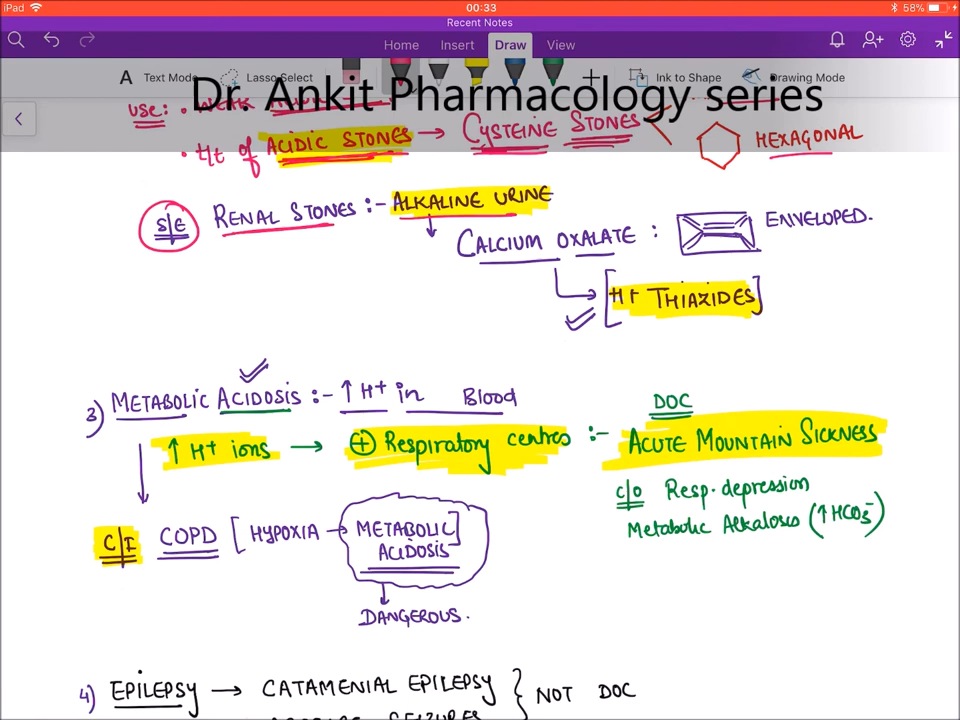 iPad 00:33 58%
Recent Notes
Home Insert Draw View
A Text Mode Lasso Select + Ink to Shape Drawing Mode
Dr. Ankit Pharmacology series
USE: •
• t/t of ACIDIC STONES → CYSTEINE STONES < HEXAGONAL
S/E RENAL STONES :- ALKALINE URINE
↓
CALCIUM OXALATE : ENVELOPED.
[Ht THIAZIDES]
3) METABOLIC ACIDOSIS :- ↑ H+ in Blood
DOC
↑ H+ ions → ⊕ Respiratory centres :- ACUTE MOUNTAIN SICKNESS
c/o Resp. depression
Metabolic Alkalosis (↑HCO3-)
C/I COPD [HYPOXIA → METABOLIC ACIDOSIS]
↓
DANGEROUS.
4) EPILEPSY → CATAMENIAL EPILEPSY } NOT DOC
SEIZURES